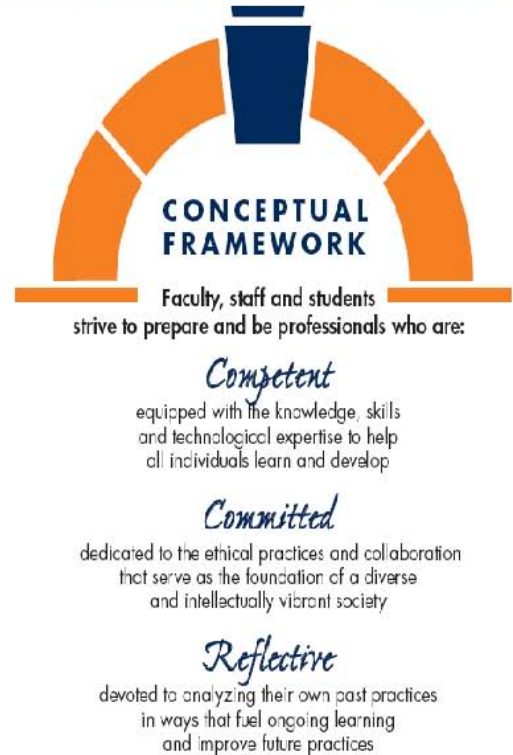 CONCEPTUAL
FRAMEWORK
Faculty, staff and students
strive to prepare and be professionals who are:
Competent
equipped with the knowledge, skills
and technological expertise to help
all individuals learn and develop
Committed
dedicated to the ethical practices and collaboration
that serve as the foundation of a diverse
and intellectually vibrant society
Reflective
devoted to analyzing their own past practices
in ways that fuel ongoing learning
and improve future practices